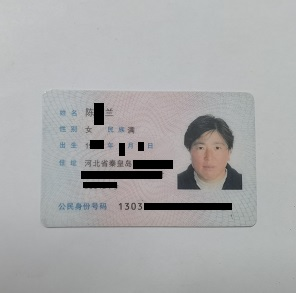 姓名 陈 兰
性别 女 民族 满
出生 年 月 日
住址 河北省秦皇岛
公民身份号码 1303